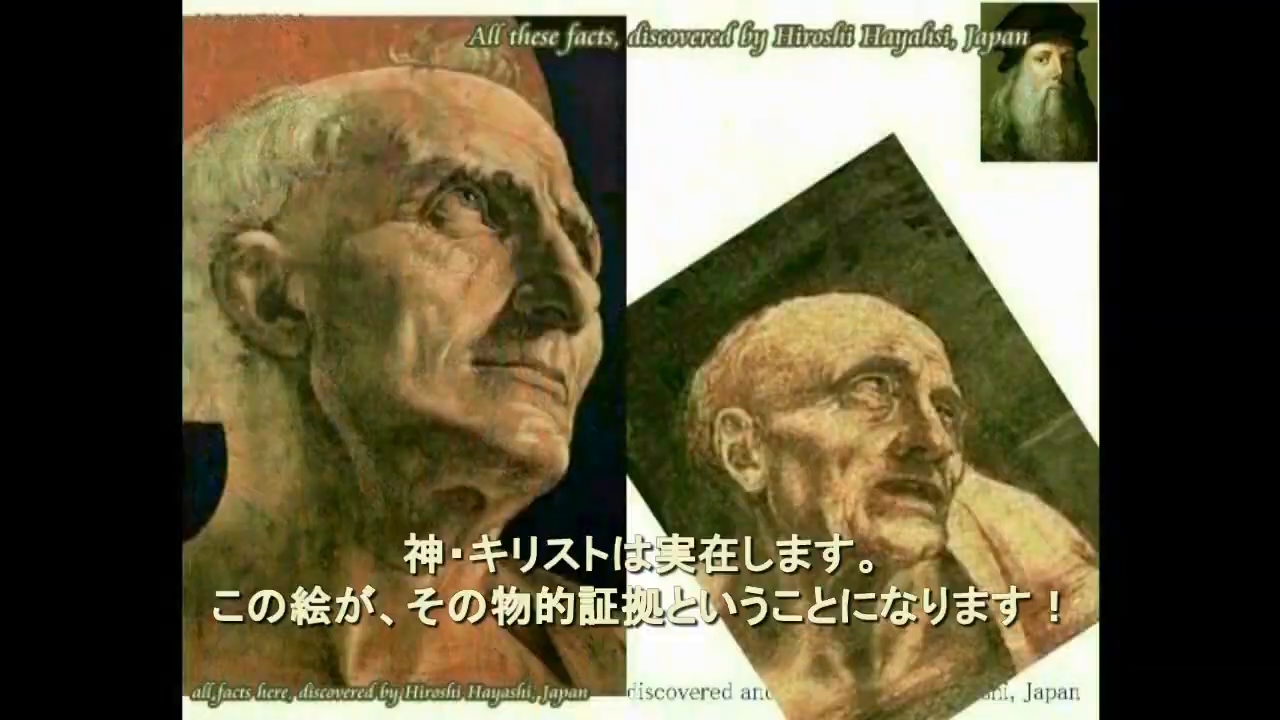 All these facts, discovered by Hiroshi Hayahsi, Japan
神・キリストは実在します。
この絵が、その物的証拠ということになります！
all facts here, discovered by Hiroshi Hayashi, Japan
discovered and
hi, Japan